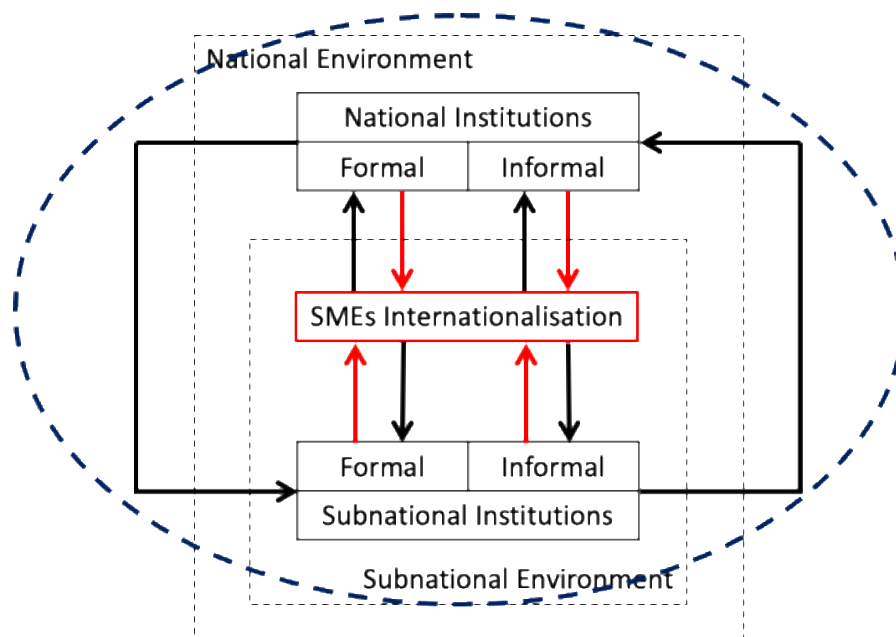 National Environment
National Institutions
Formal
Informal
SMEs Internationalisation
Formal
Informal
Subnational Institutions
Subnational Environment